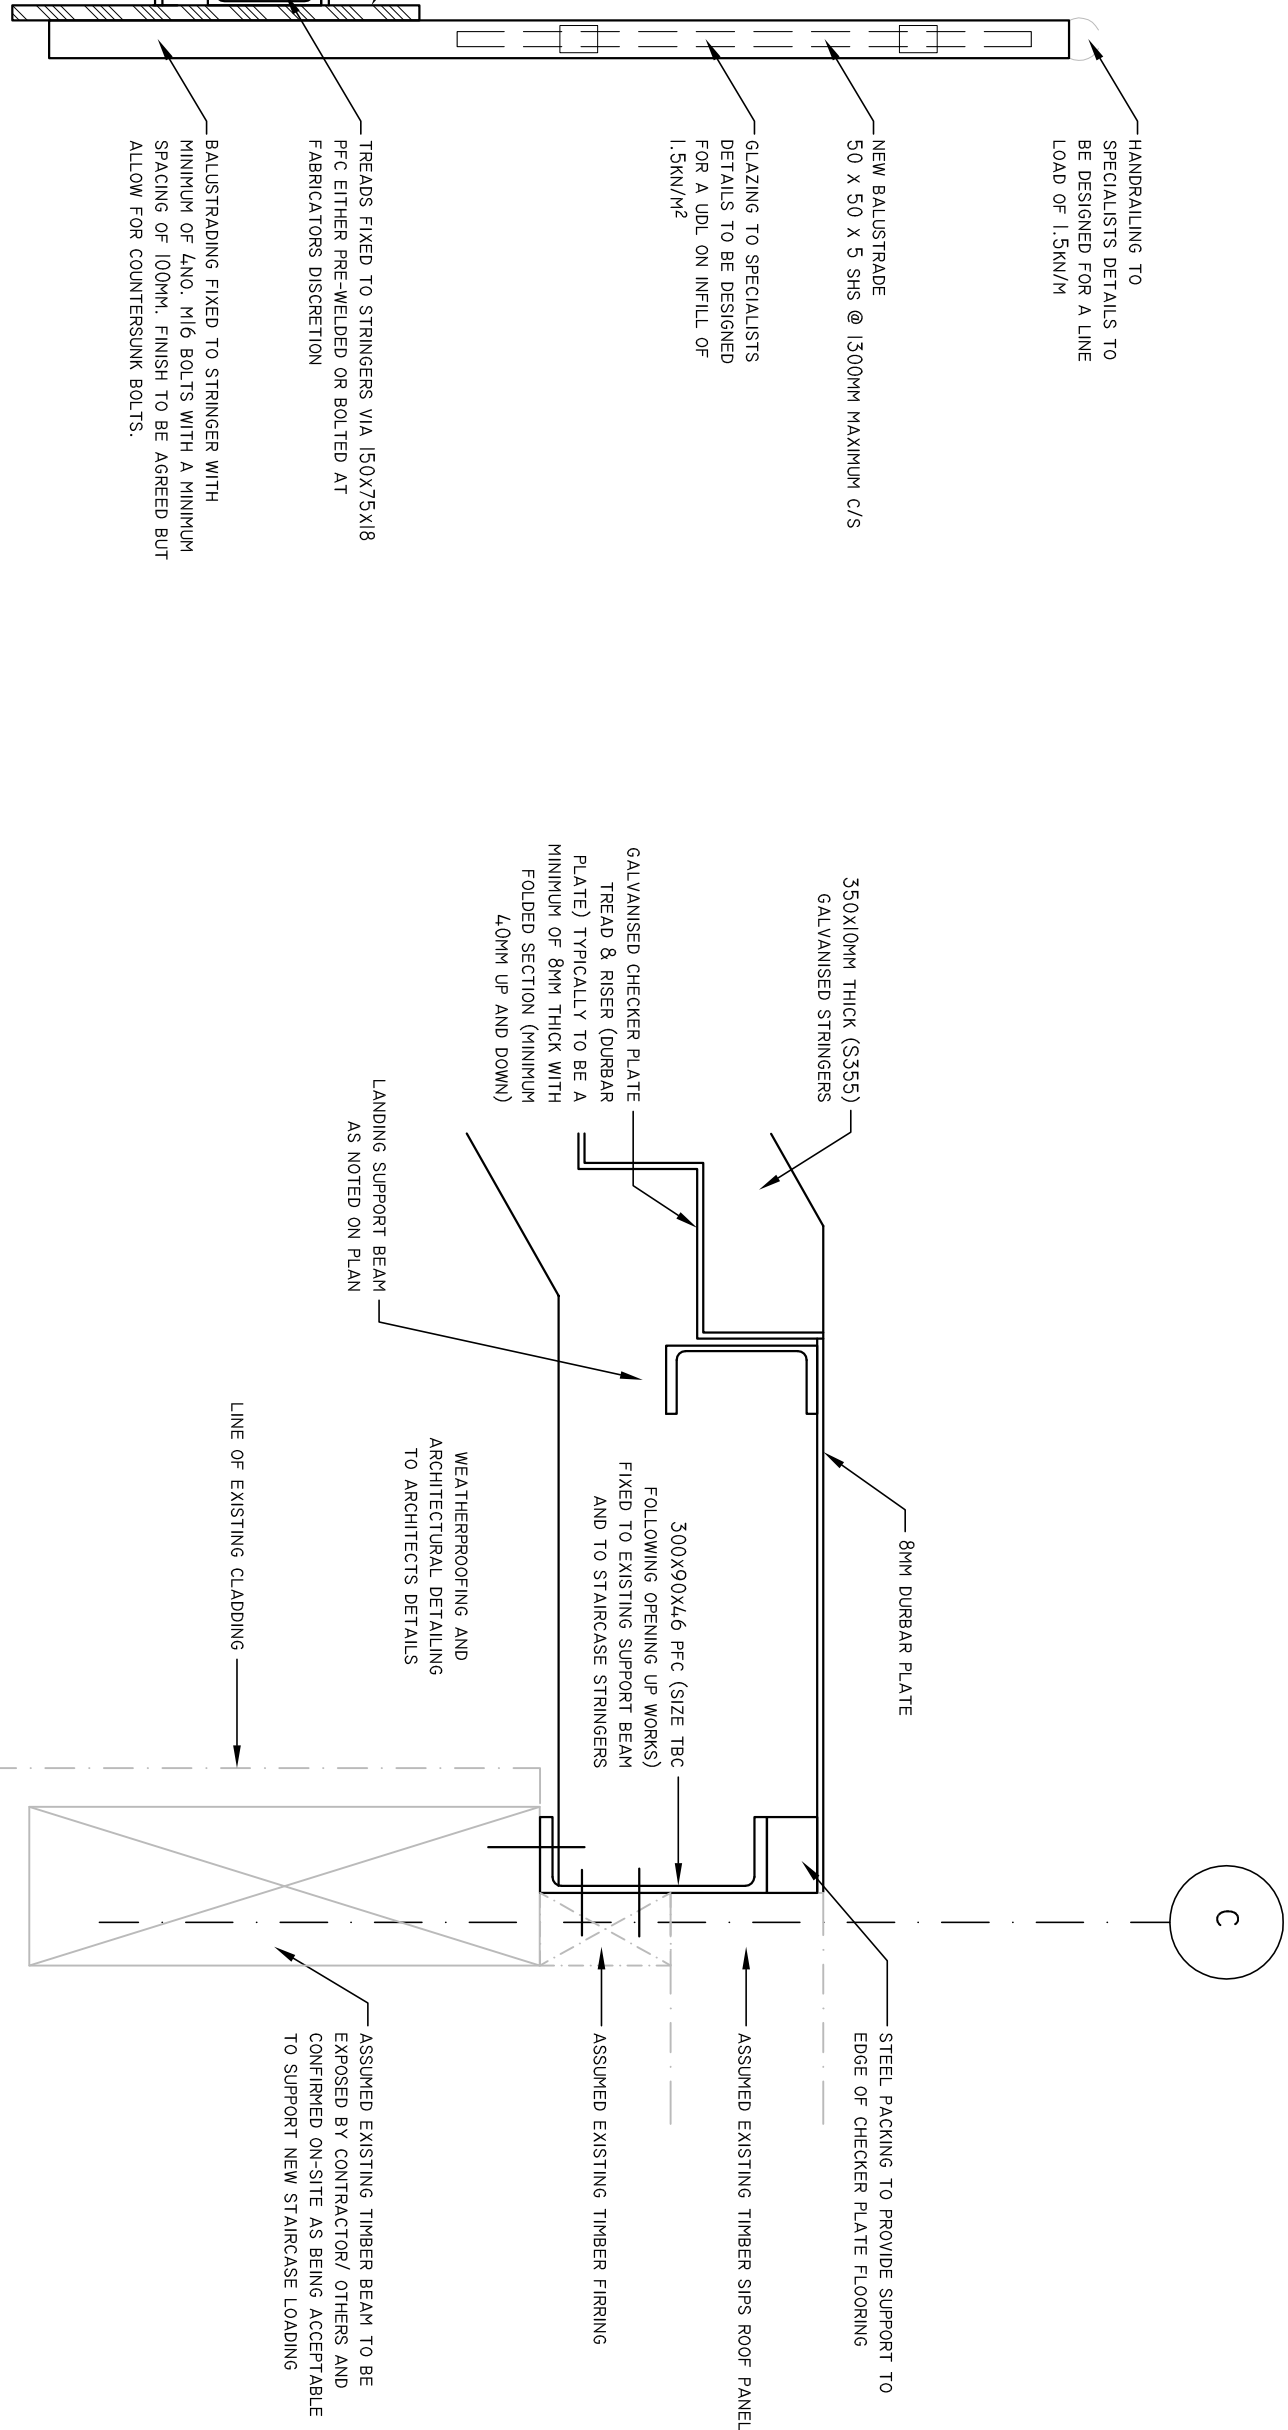 HANDRAILING TO
SPECIALISTS DETAILS TO
BE DESIGNED FOR A LINE
LOAD OF 1.5KN/M
NEW BALUSTRADE
50 X 50 X 5 SHS @ 1300MM MAXIMUM C/S
GLAZING TO SPECIALISTS
DETAILS TO BE DESIGNED
FOR A UDL ON INFILL OF
1.5KN/M²
TREADS FIXED TO STRINGERS VIA 150X75X18
PFC EITHER PRE-WELDED OR BOLTED AT
FABRICATORS DISCRETION
BALUSTRADING FIXED TO STRINGER WITH
MINIMUM OF 4NO. M16 BOLTS WITH A MINIMUM
SPACING OF 100MM. FINISH TO BE AGREED BUT
ALLOW FOR COUNTERSUNK BOLTS.
350X10MM THICK (S355)
GALVANISED STRINGERS
GALVANISED CHECKER PLATE
TREAD & RISER (DURBAR
PLATE) TYPICALLY TO BE A
MINIMUM OF 8MM THICK WITH
FOLDED SECTION (MINIMUM
40MM UP AND DOWN)
LANDING SUPPORT BEAM
AS NOTED ON PLAN
8MM DURBAR PLATE
300X90X46 PFC (SIZE TBC
FOLLOWING OPENING UP WORKS)
FIXED TO EXISTING SUPPORT BEAM
AND TO STAIRCASE STRINGERS
WEATHERPROOFING AND
ARCHITECTURAL DETAILING
TO ARCHITECTS DETAILS
LINE OF EXISTING CLADDING
C
STEEL PACKING TO PROVIDE SUPPORT TO
EDGE OF CHECKER PLATE FLOORING
ASSUMED EXISTING TIMBER SIPS ROOF PANEL
ASSUMED EXISTING TIMBER FIRRING
ASSUMED EXISTING TIMBER BEAM TO BE
EXPOSED BY CONTRACTOR/ OTHERS AND
CONFIRMED ON-SITE AS BEING ACCEPTABLE
TO SUPPORT NEW STAIRCASE LOADING